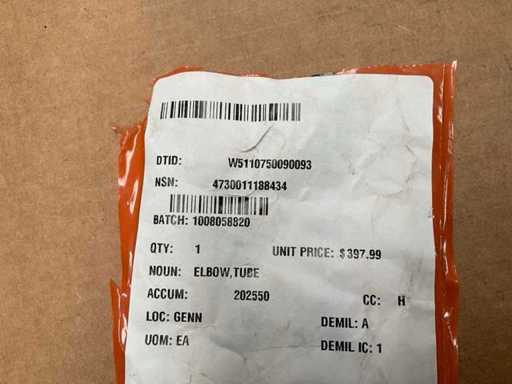 DTID: W5110750090093
NSN: 4730011188434
BATCH: 1008058820
QTY: 1 UNIT PRICE: $397.99
NOUN: ELBOW,TUBE
ACCUM: 202550 CC: H
LOC: GENN DEMIL: A
UOM: EA DEMIL IC: 1